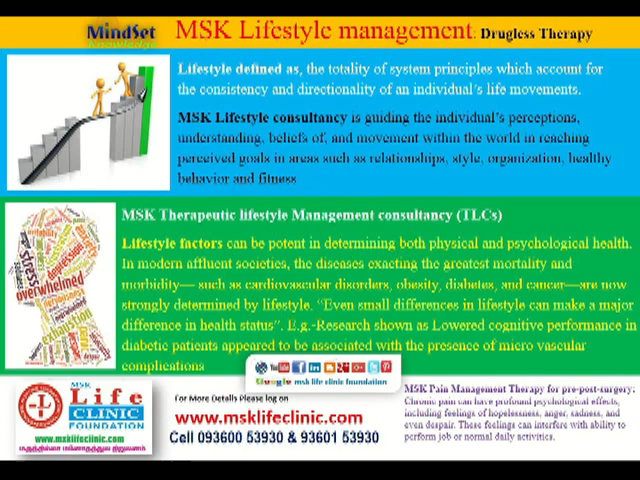 MindSet
Knowledge
MSK Lifestyle management: Drugless Therapy
Lifestyle defined as, the totality of system principles which account for
the consistency and directionality of an individual's life movements.
MSK Lifestyle consultancy is guiding the individual's perceptions,
understanding, beliefs of, and movement within the world in reaching
perceived goals in areas such as relationships, style, organization, healthy
behavior and fitness
MSK Therapeutic lifestyle Management consultancy (TLCs)
Lifestyle factors can be potent in determining both physical and psychological health.
In modern affluent societies, the diseases exacting the greatest mortality and
morbidity— such as cardiovascular disorders, obesity, diabetes, and cancer—are now
strongly determined by lifestyle. "Even small differences in lifestyle can make a major
difference in health status". E.g.-Research shown as Lowered cognitive performance in
diabetic patients appeared to be associated with the presence of micro vascular
complications
stress
depression
anxiety
overwhelmed
exhaustion
Google msk life clinic foundation
MSK
Life
CLINIC
FOUNDATION
www.msklifeclinic.com
For More Details Please log on
www.msklifeclinic.com
Cell 093600 53930 & 93601 53930
MSK Pain Management Therapy for pre-post-surgery:
Chronic pain can have profound psychological effects,
including feelings of hopelessness, anger, sadness, and
even despair. These feelings can interfere with ability to
perform job or normal daily activities.